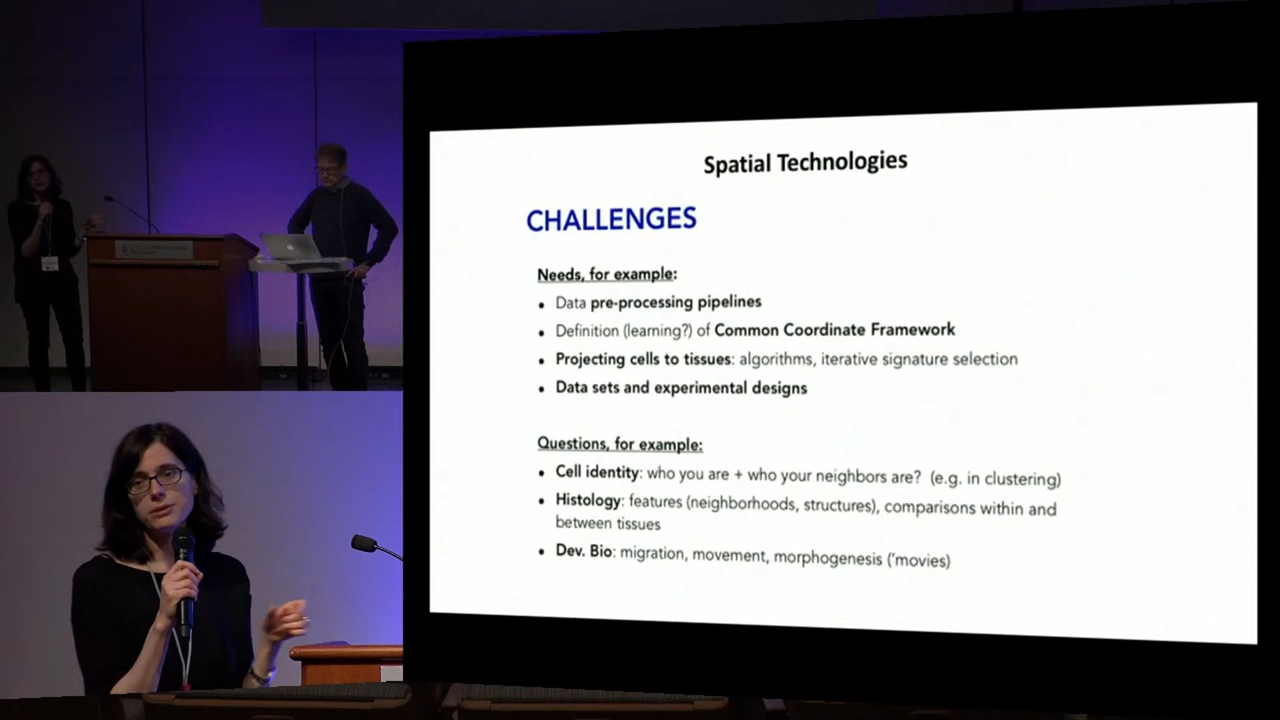 Spatial Technologies
CHALLENGES
Needs, for example:
• Data pre-processing pipelines
• Definition (learning?) of Common Coordinate Framework
• Projecting cells to tissues: algorithms, iterative signature selection
• Data sets and experimental designs
Questions, for example:
• Cell identity: who you are + who your neighbors are? (e.g. in clustering)
• Histology: features (neighborhoods, structures), comparisons within and
between tissues
• Dev. Bio: migration, movement, morphogenesis ('movies)